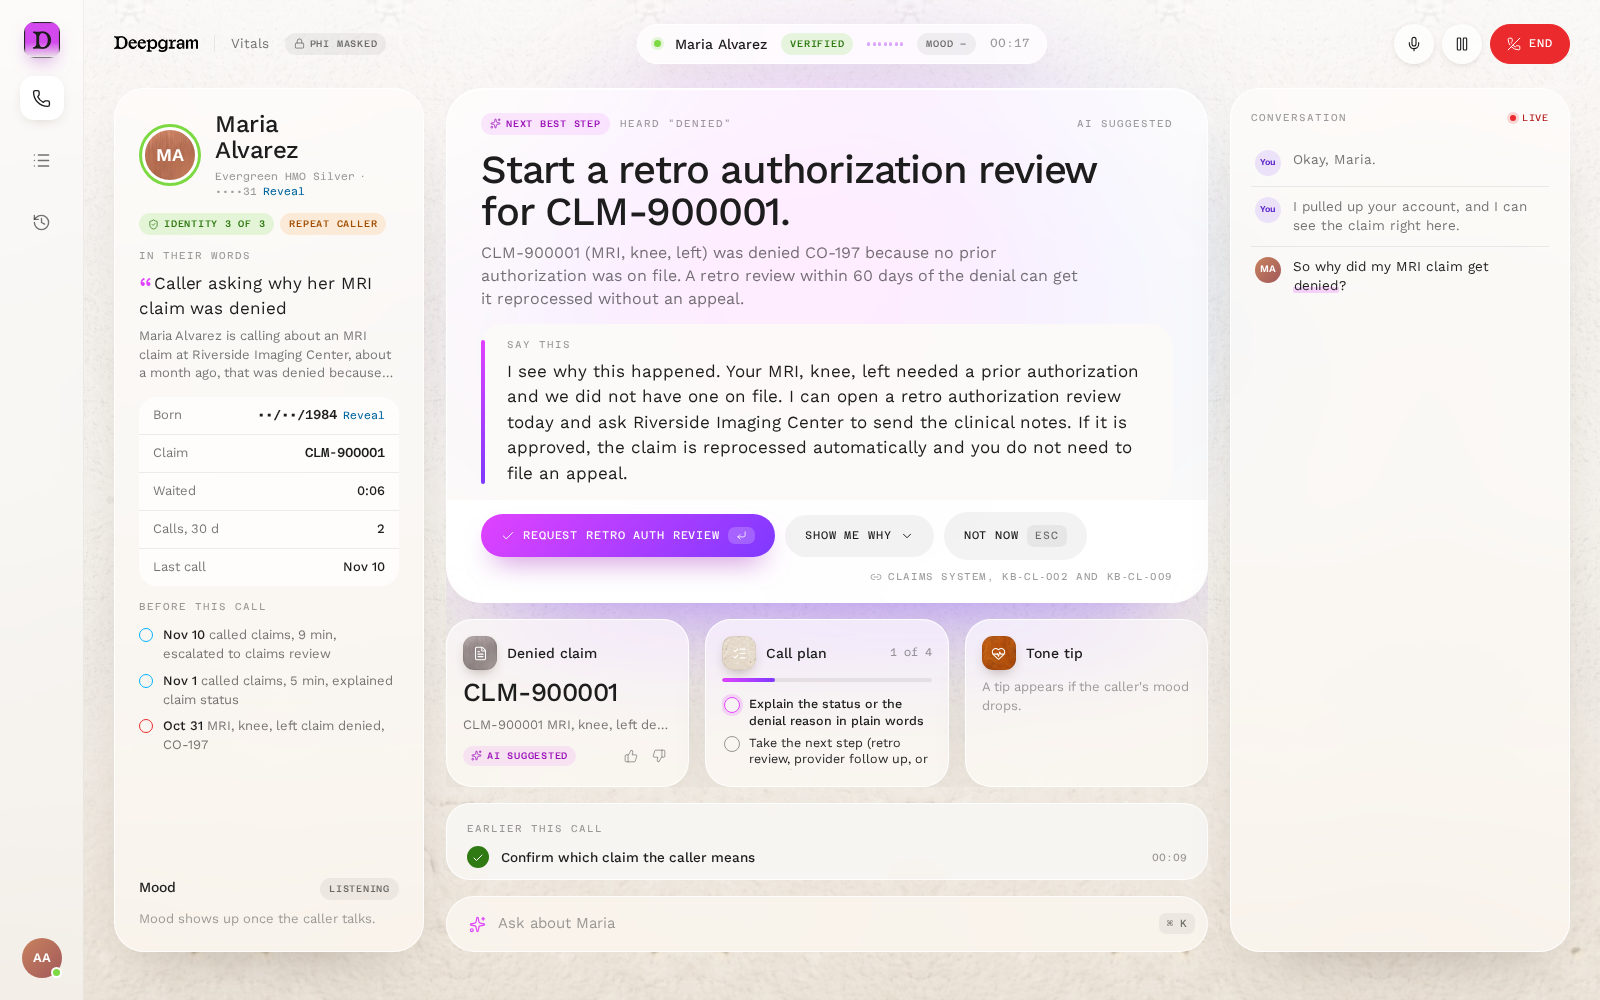 D
Deepgram
Vitals
PHI MASKED
Maria Alvarez
VERIFIED
MOOD –
00:17
END
MA
Maria
Alvarez
Evergreen HMO Silver ·
••••31 Reveal
IDENTITY 3 OF 3
REPEAT CALLER
IN THEIR WORDS
“Caller asking why her MRI
claim was denied
Maria Alvarez is calling about an MRI
claim at Riverside Imaging Center, about
a month ago, that was denied because…
Born ••/••/1984 Reveal
Claim CLM-900001
Waited 0:06
Calls, 30 d 2
Last call Nov 10
BEFORE THIS CALL
Nov 10 called claims, 9 min,
escalated to claims review
Nov 1 called claims, 5 min, explained
claim status
Oct 31 MRI, knee, left claim denied,
CO-197
Mood LISTENING
Mood shows up once the caller talks.
AA
NEXT BEST STEP HEARD "DENIED" AI SUGGESTED
Start a retro authorization review
for CLM-900001.
CLM-900001 (MRI, knee, left) was denied CO-197 because no prior
authorization was on file. A retro review within 60 days of the denial can get
it reprocessed without an appeal.
SAY THIS
I see why this happened. Your MRI, knee, left needed a prior authorization
and we did not have one on file. I can open a retro authorization review
today and ask Riverside Imaging Center to send the clinical notes. If it is
approved, the claim is reprocessed automatically and you do not need to
file an appeal.
REQUEST RETRO AUTH REVIEW ↵
SHOW ME WHY
NOT NOW ESC
CLAIMS SYSTEM, KB-CL-002 AND KB-CL-009
Denied claim
CLM-900001
CLM-900001 MRI, knee, left de…
AI SUGGESTED
Call plan 1 of 4
Explain the status or the
denial reason in plain words
Take the next step (retro
review, provider follow up, or
Tone tip
A tip appears if the caller's mood
drops.
EARLIER THIS CALL
Confirm which claim the caller means 00:09
Ask about Maria ⌘ K
CONVERSATION LIVE
You Okay, Maria.
You I pulled up your account, and I can
see the claim right here.
MA So why did my MRI claim get
denied?